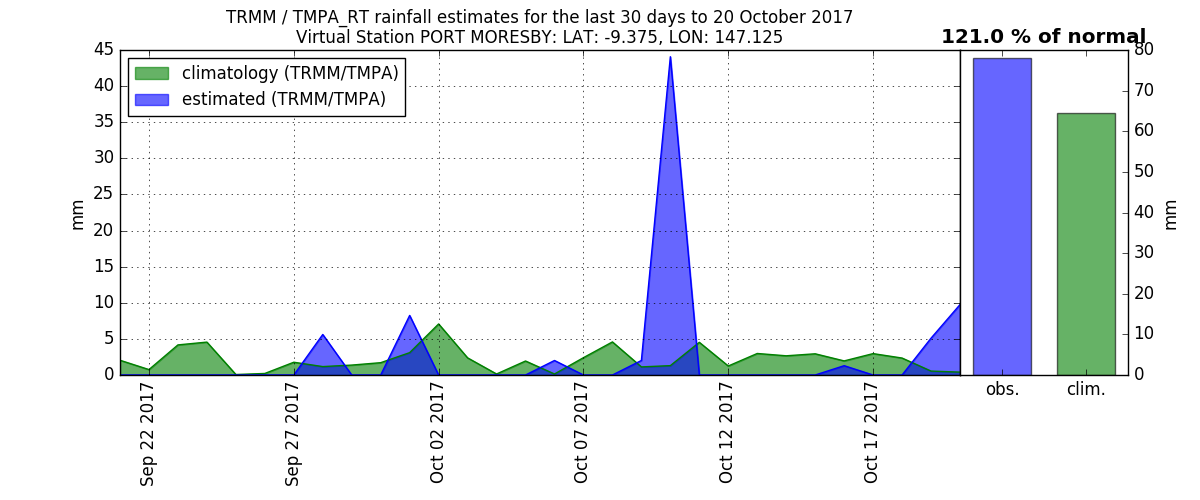 TRMM / TMPA_RT rainfall estimates for the last 30 days to 20 October 2017
Virtual Station PORT MORESBY: LAT: -9.375, LON: 147.125
121.0 % of normal
climatology (TRMM/TMPA)
estimated (TRMM/TMPA)
45
40
35
30
25
20
15
10
5
0
mm
Sep 22 2017
Sep 27 2017
Oct 02 2017
Oct 07 2017
Oct 12 2017
Oct 17 2017
80
70
60
50
40
30
20
10
0
mm
obs.
clim.